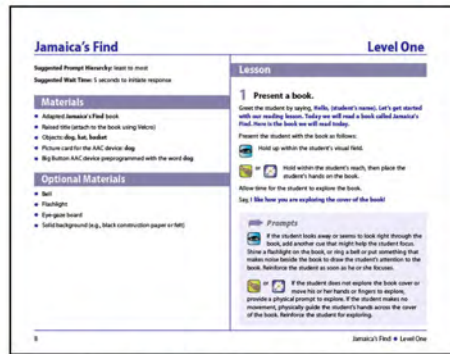 Jamaica's Find
Level One
Suggested Prompt Hierarchy: least to most
Suggested Wait Time: 5 seconds to initiate response
Materials
• Adapted Jamaica's Find book
• Raised title (attach to the book using Velcro)
• Objects: dog, hat, basket
• Picture card for the AAC device: dog
• Big Button AAC device preprogrammed with the word dog
Optional Materials
• Bell
• Flashlight
• Eye-gaze board
• Solid background (e.g., black construction paper or felt)
Lesson
1 Present a book.
Greet the student by saying, Hello, (student's name). Let's get started
with our reading lesson. Today we will read a book called Jamaica's
Find. Here is the book we will read today.
Present the student with the book as follows:
Hold up within the student's visual field.
or Hold within the student's reach, then place the
student's hands on the book.
Allow time for the student to explore the book.
Say, I like how you are exploring the cover of the book!
Prompts
If the student looks away or seems to look right through the
book, add another cue that might help the student focus.
Shine a flashlight on the book, or ring a bell or put something that
makes noise beside the book to draw the student's attention to the
book. Reinforce the student as soon as he or she focuses.
or If the student does not explore the book cover or
move his or her hands or fingers to explore,
provide a physical prompt to explore. If the student makes no
movement, physically guide the student's hands across the cover
of the book. Reinforce the student for exploring.
Jamaica's Find • Level One